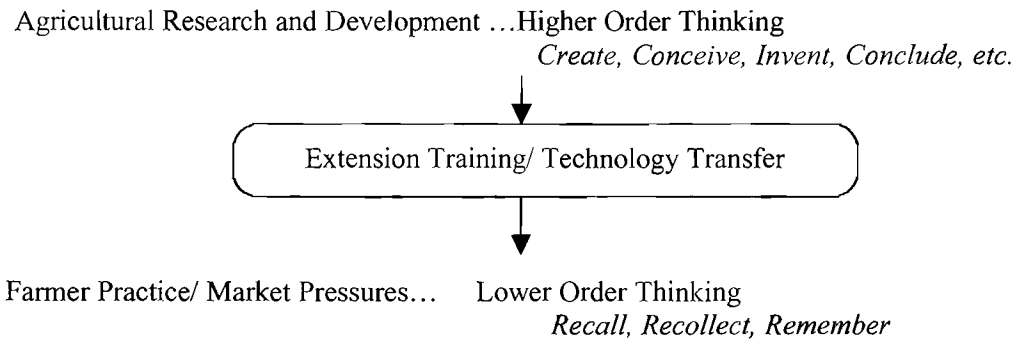 Agricultural Research and Development …Higher Order Thinking
Create, Conceive, Invent, Conclude, etc.
Extension Training/ Technology Transfer
Farmer Practice/ Market Pressures… Lower Order Thinking
Recall, Recollect, Remember